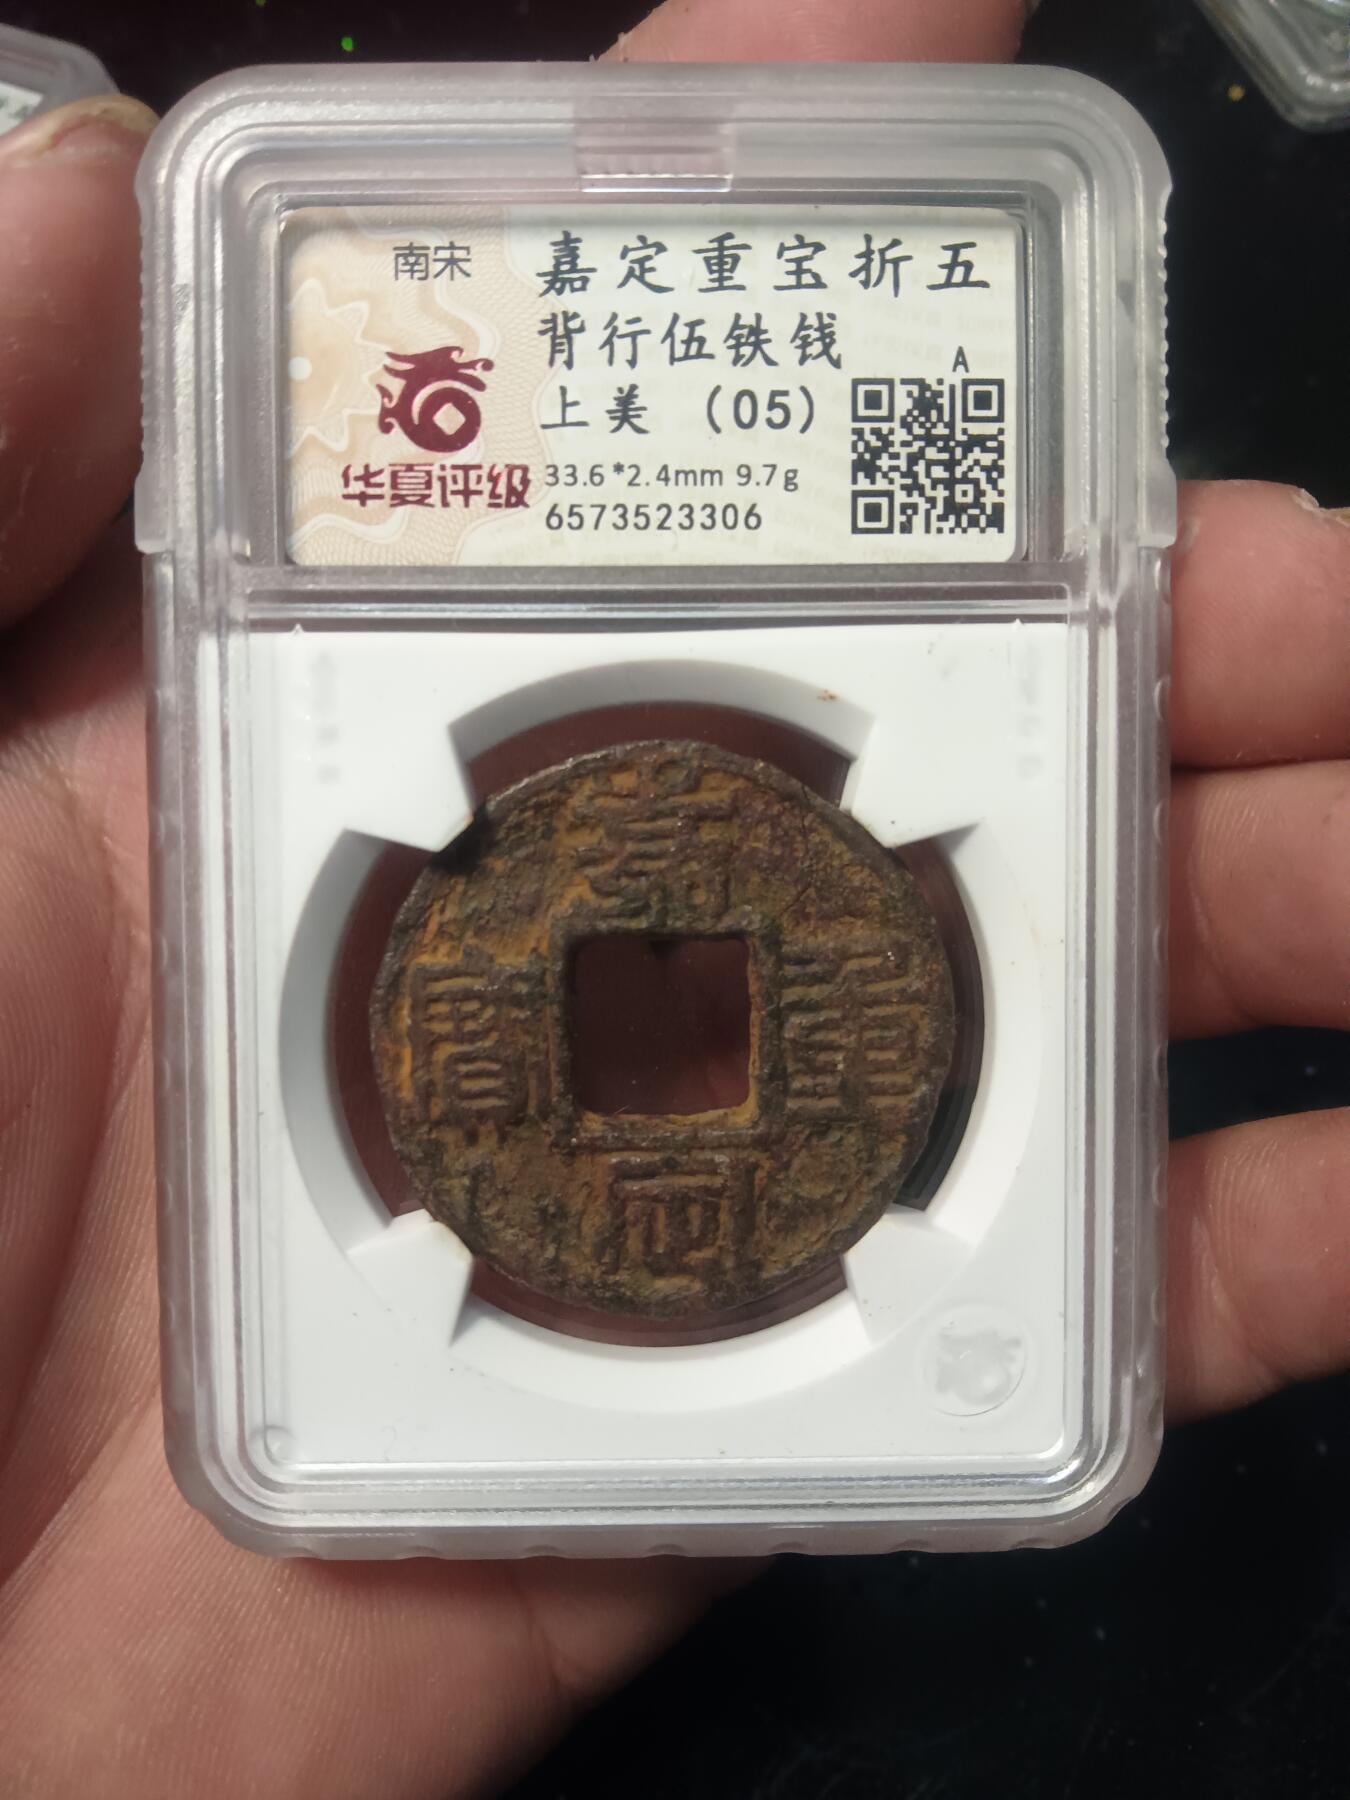 南宋
华夏评级
嘉定重宝折五
背行伍铁钱
上美 (05)
A
33.6*2.4mm 9.7g
6573523306
嘉
定
重
寶